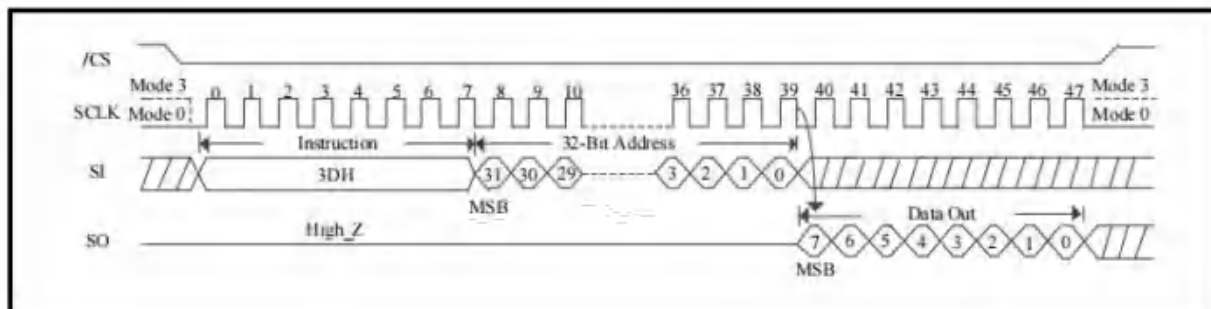 /CS
Mode 3 0 1 2 3 4 5 6 7 8 9 10 36 37 38 39 40 41 42 43 44 45 46 47 Mode 3
SCLK Mode 0 Mode 0
Instruction 32-Bit Address
SI 3DH 31 30 29 3 2 1 0
MSB Data Out
High_Z
SO 7 6 5 4 3 2 1 0
MSB